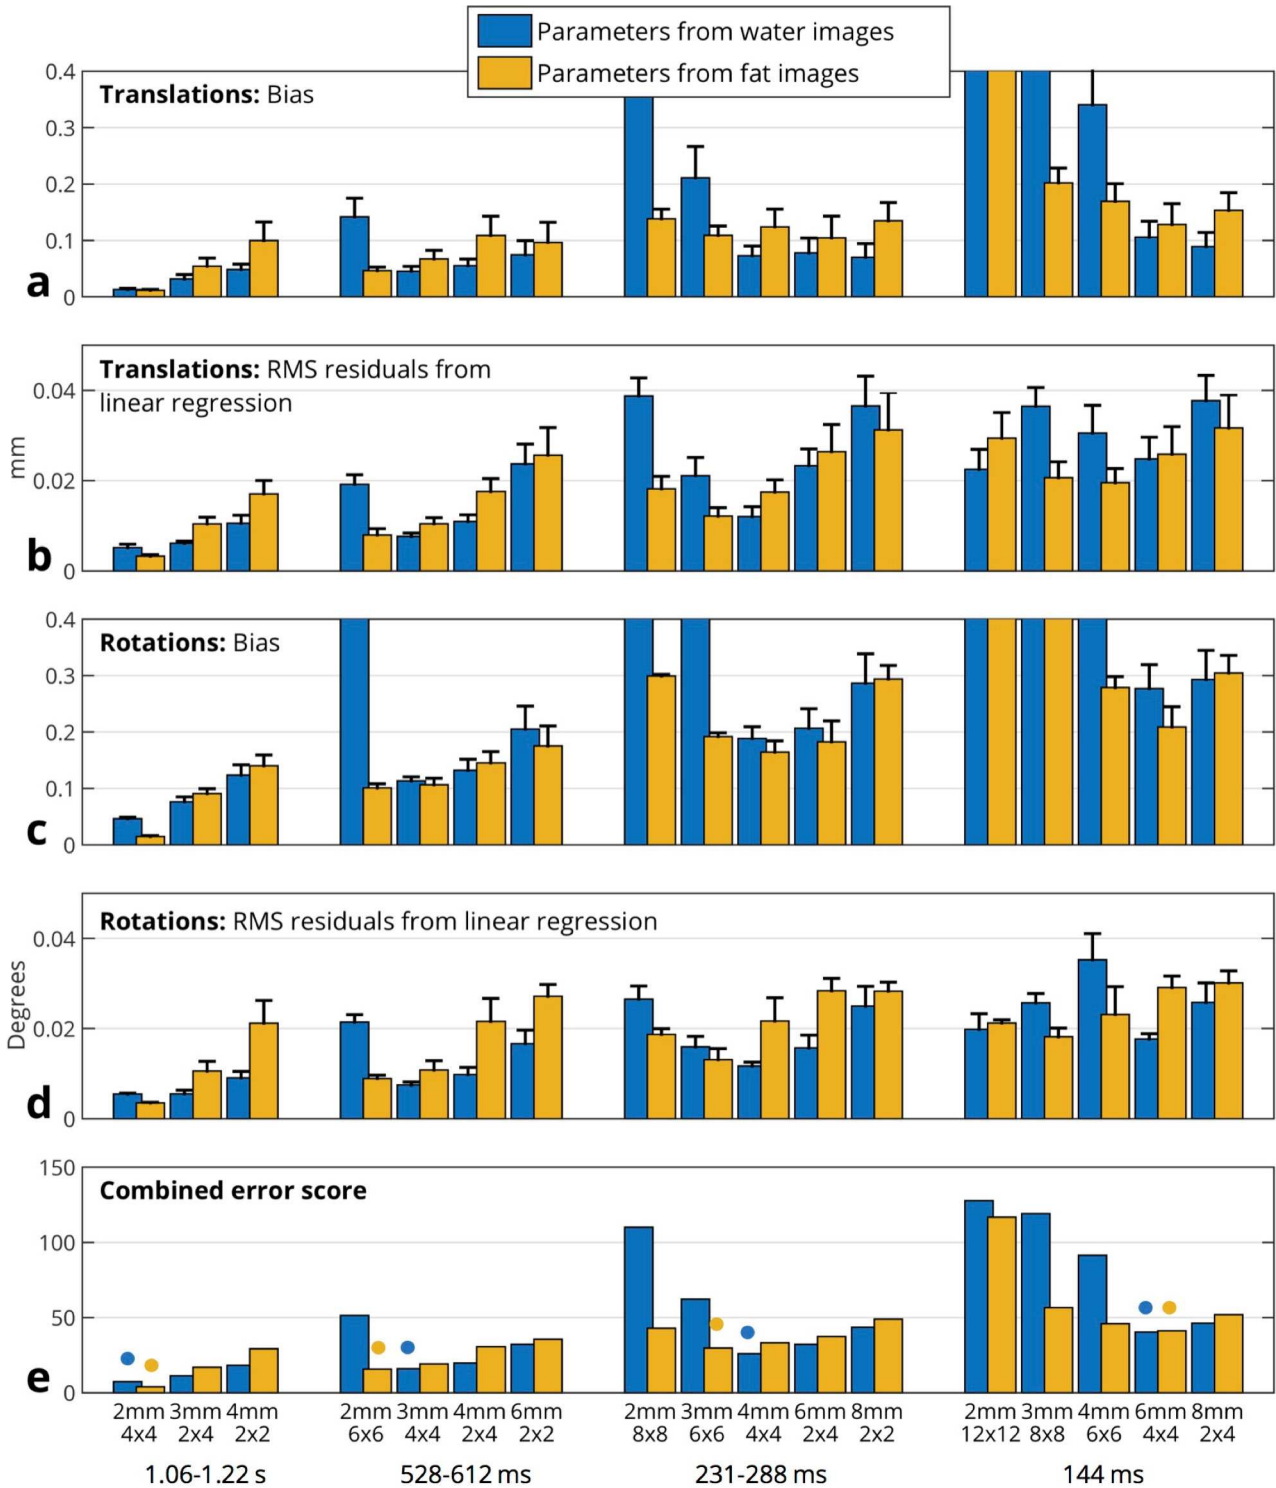 Parameters from water images
Parameters from fat images
0.4
Translations: Bias
0.3
0.2
0.1
0
a
Translations: RMS residuals from
linear regression
0.04
mm
0.02
0
b
0.4
Rotations: Bias
0.3
0.2
0.1
0
c
Rotations: RMS residuals from linear regression
0.04
Degrees
0.02
0
d
150
Combined error score
100
50
0
e
2mm 3mm 4mm 2mm 3mm 4mm 6mm 2mm 3mm 4mm 6mm 8mm 2mm 3mm 4mm 6mm 8mm
4x4 2x4 2x2 6x6 4x4 2x4 2x2 8x8 6x6 4x4 2x4 2x2 12x12 8x8 6x6 4x4 2x4
1.06-1.22 s 528-612 ms 231-288 ms 144 ms